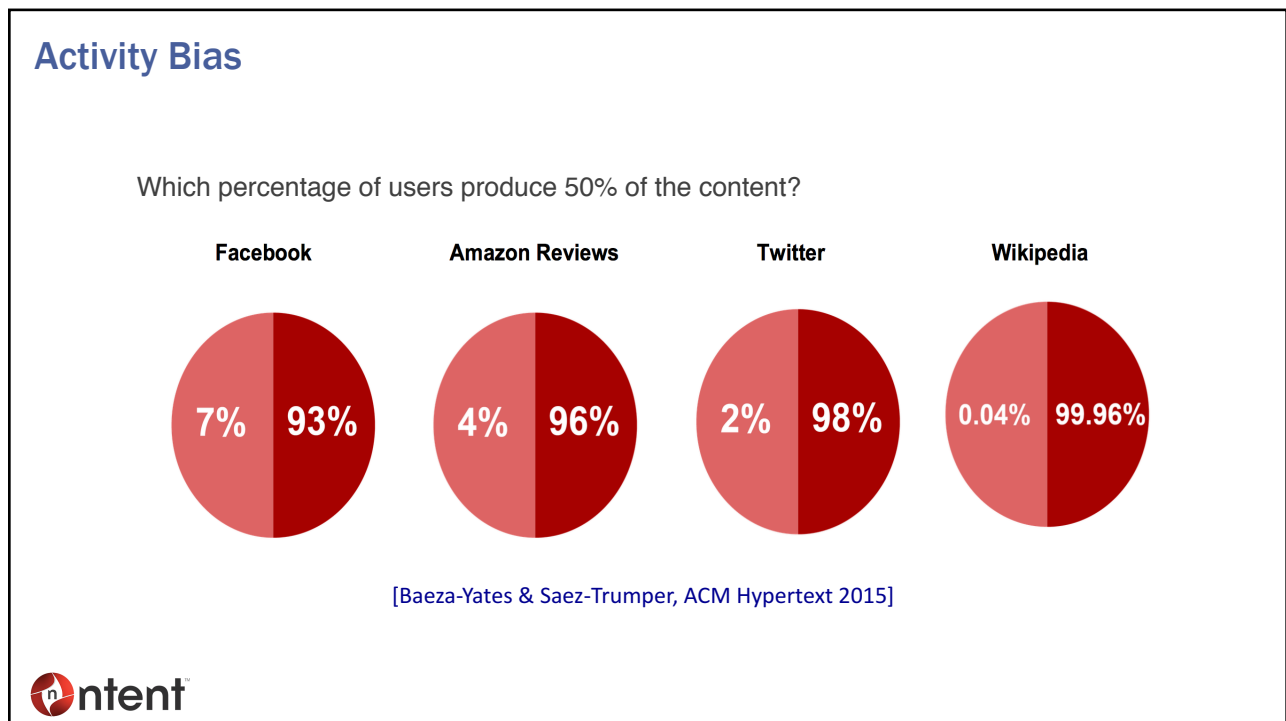 Activity Bias
Which percentage of users produce 50% of the content?
Facebook
Amazon Reviews
Twitter
Wikipedia
7% 93%
4% 96%
2% 98%
0.04% 99.96%
[Baeza-Yates & Saez-Trumper, ACM Hypertext 2015]
n ntent™